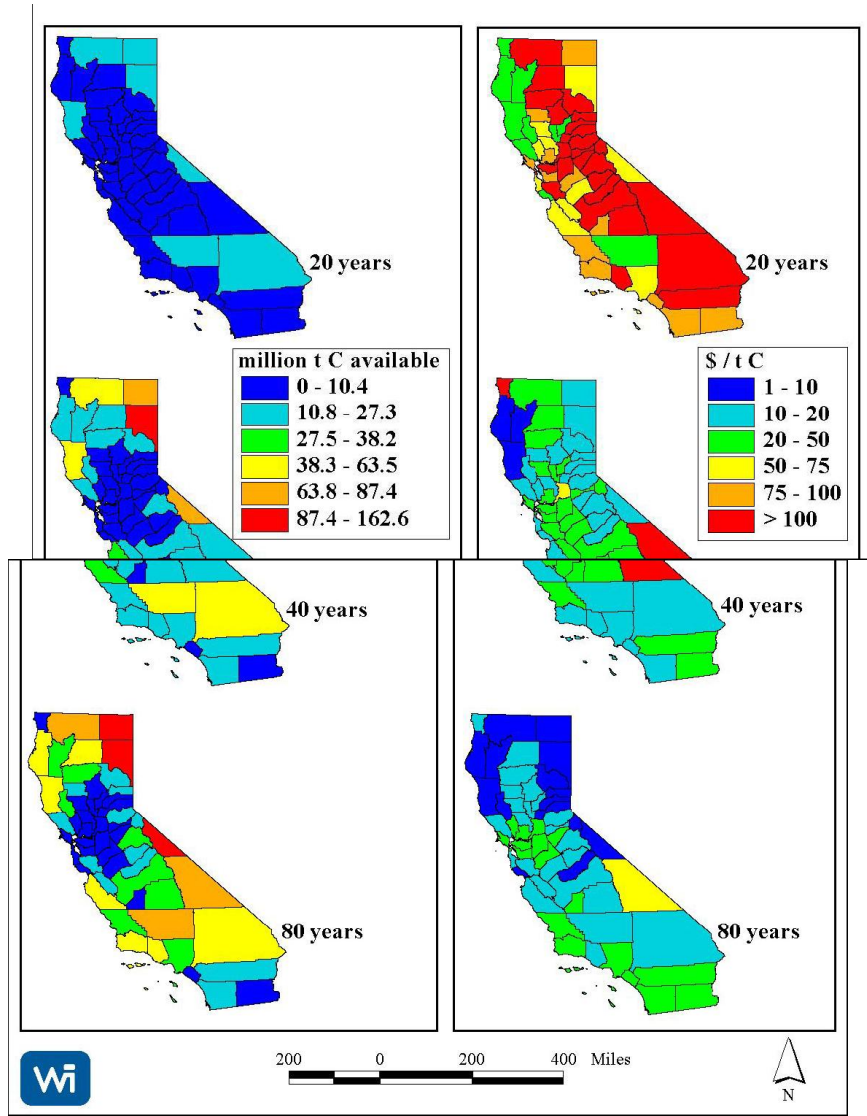 20 years
20 years
million t C available
0 - 10.4
10.8 - 27.3
27.5 - 38.2
38.3 - 63.5
63.8 - 87.4
87.4 - 162.6
$ / t C
1 - 10
10 - 20
20 - 50
50 - 75
75 - 100
> 100
40 years
40 years
80 years
80 years
Wi
200 0 200 400 Miles
N